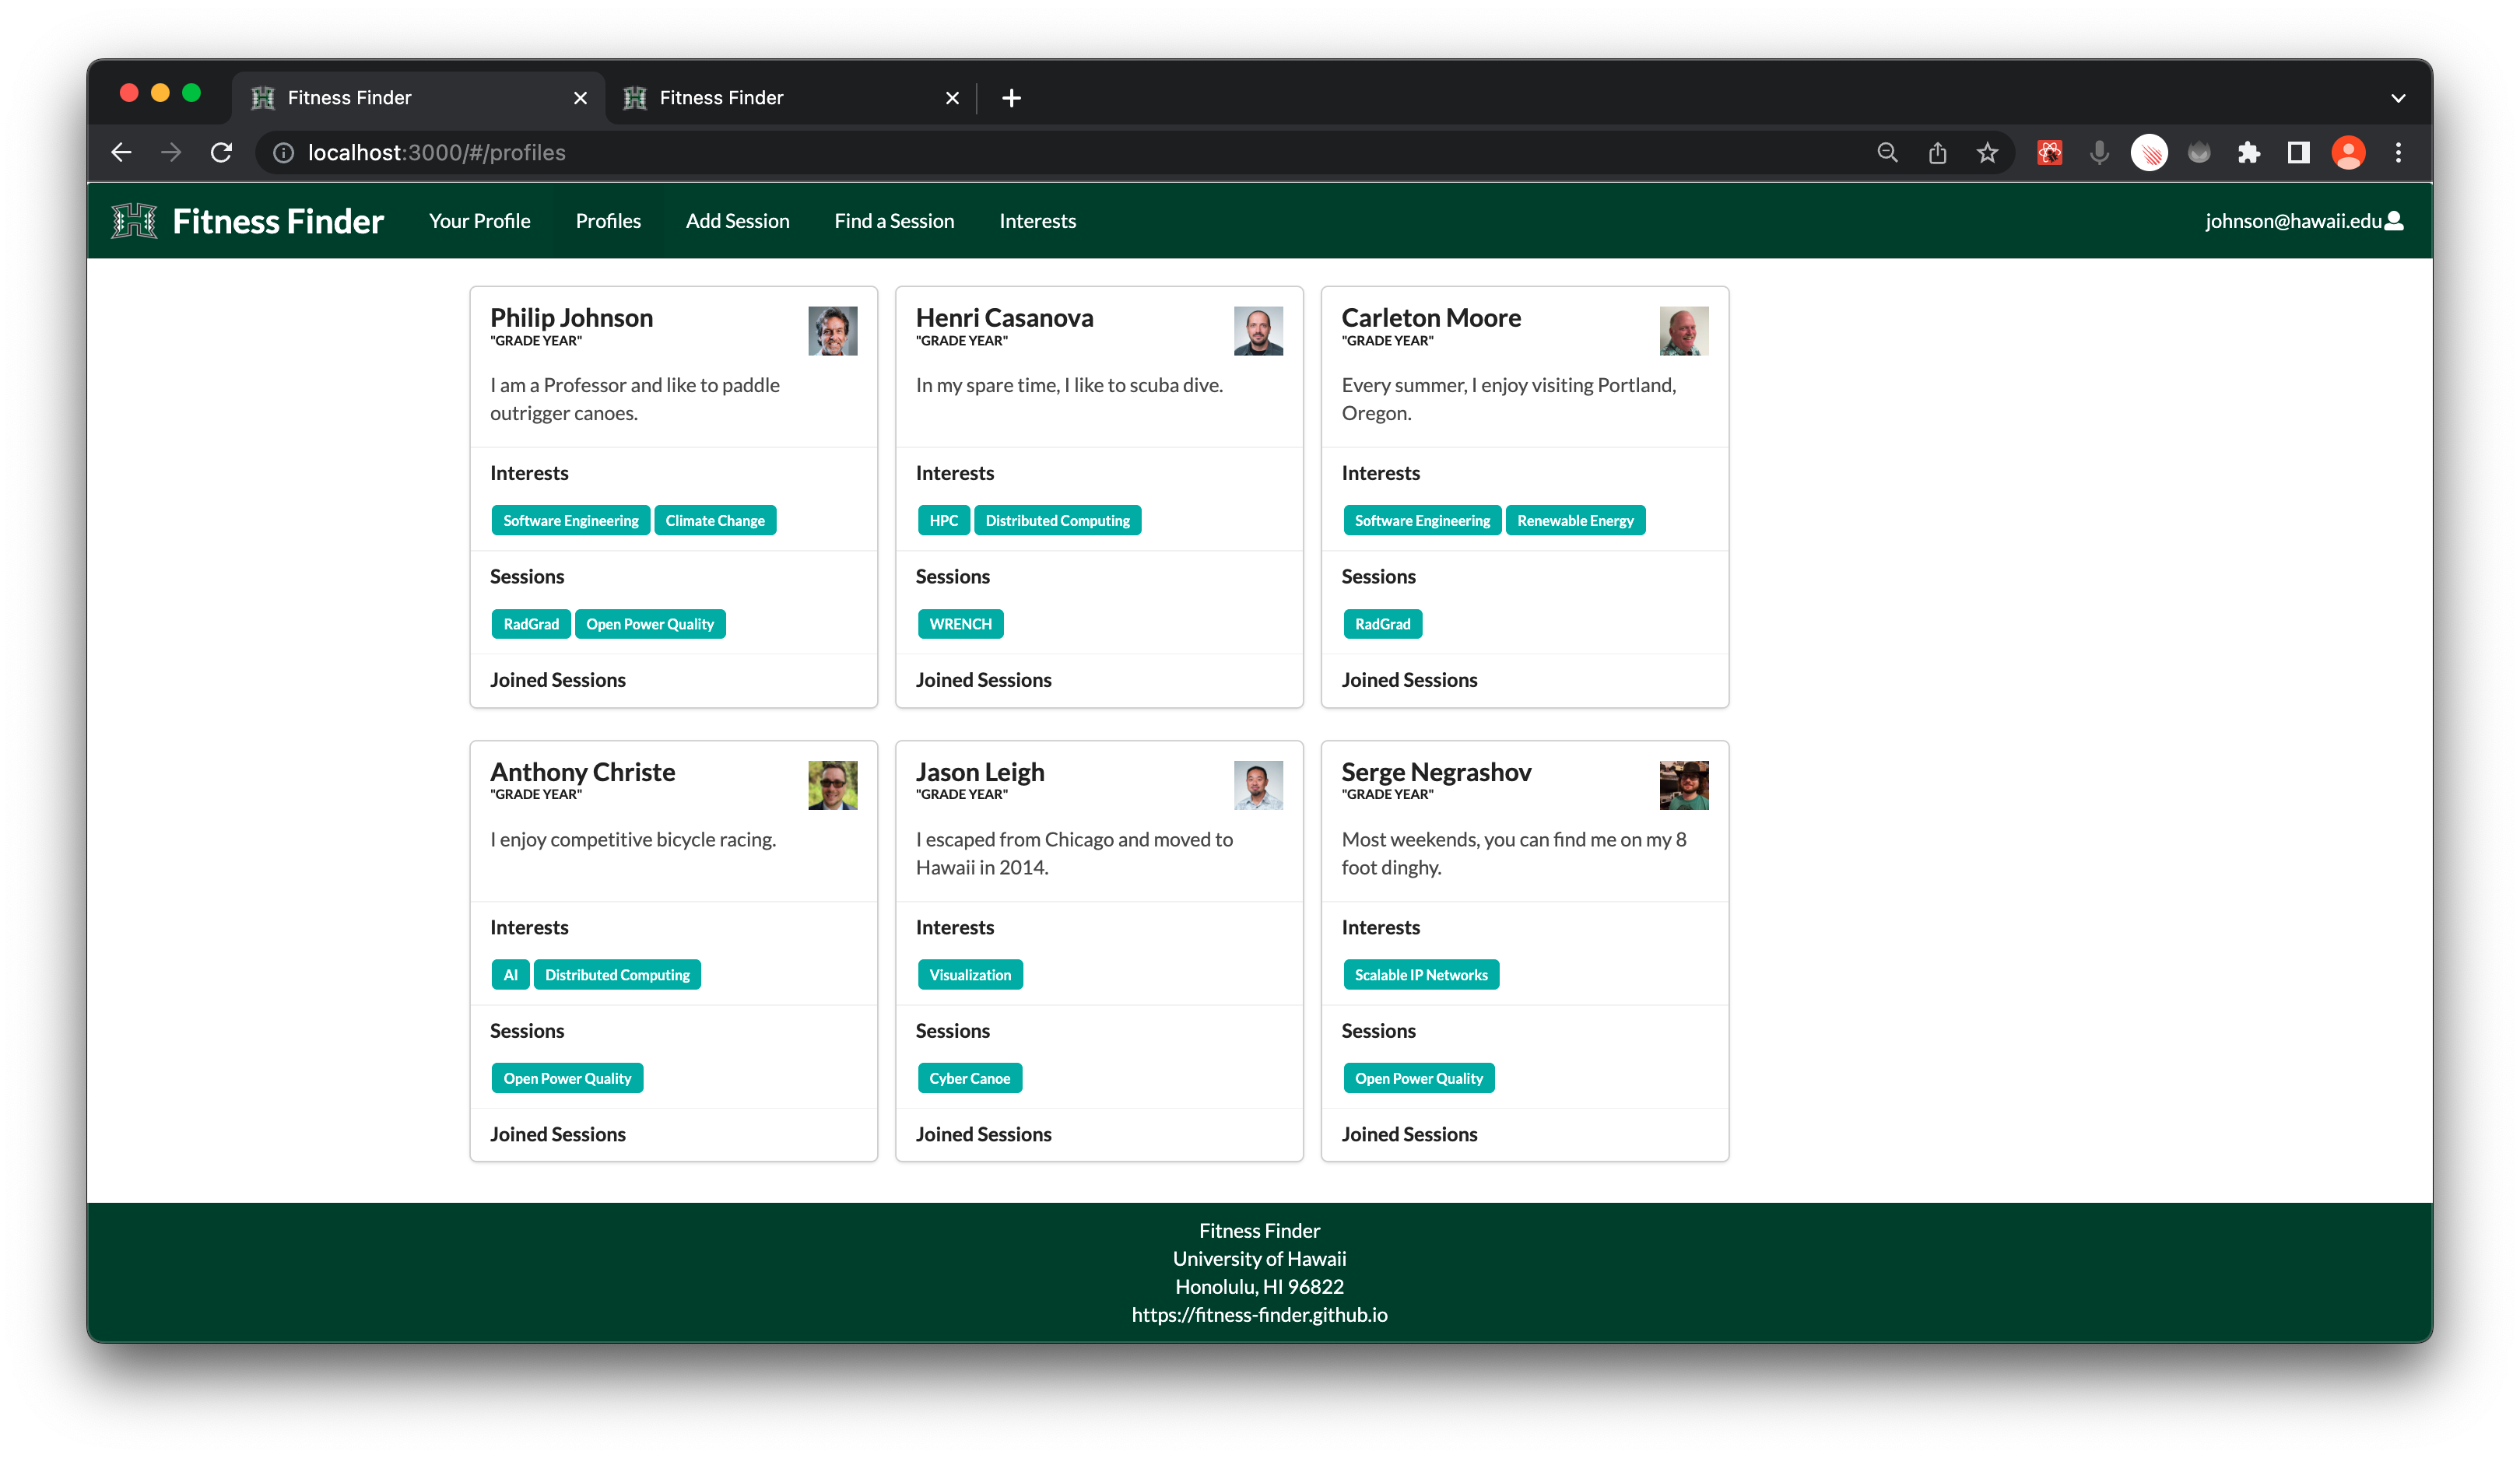 Fitness Finder
Fitness Finder
localhost:3000/#/profiles
Fitness Finder Your Profile Profiles Add Session Find a Session Interests johnson@hawaii.edu
Philip Johnson
"GRADE YEAR"
I am a Professor and like to paddle
outrigger canoes.
Interests
Software Engineering Climate Change
Sessions
RadGrad Open Power Quality
Joined Sessions
Henri Casanova
"GRADE YEAR"
In my spare time, I like to scuba dive.
Interests
HPC Distributed Computing
Sessions
WRENCH
Joined Sessions
Carleton Moore
"GRADE YEAR"
Every summer, I enjoy visiting Portland,
Oregon.
Interests
Software Engineering Renewable Energy
Sessions
RadGrad
Joined Sessions
Anthony Christe
"GRADE YEAR"
I enjoy competitive bicycle racing.
Interests
AI Distributed Computing
Sessions
Open Power Quality
Joined Sessions
Jason Leigh
"GRADE YEAR"
I escaped from Chicago and moved to
Hawaii in 2014.
Interests
Visualization
Sessions
Cyber Canoe
Joined Sessions
Serge Negrashov
"GRADE YEAR"
Most weekends, you can find me on my 8
foot dinghy.
Interests
Scalable IP Networks
Sessions
Open Power Quality
Joined Sessions
Fitness Finder
University of Hawaii
Honolulu, HI 96822
https://fitness-finder.github.io